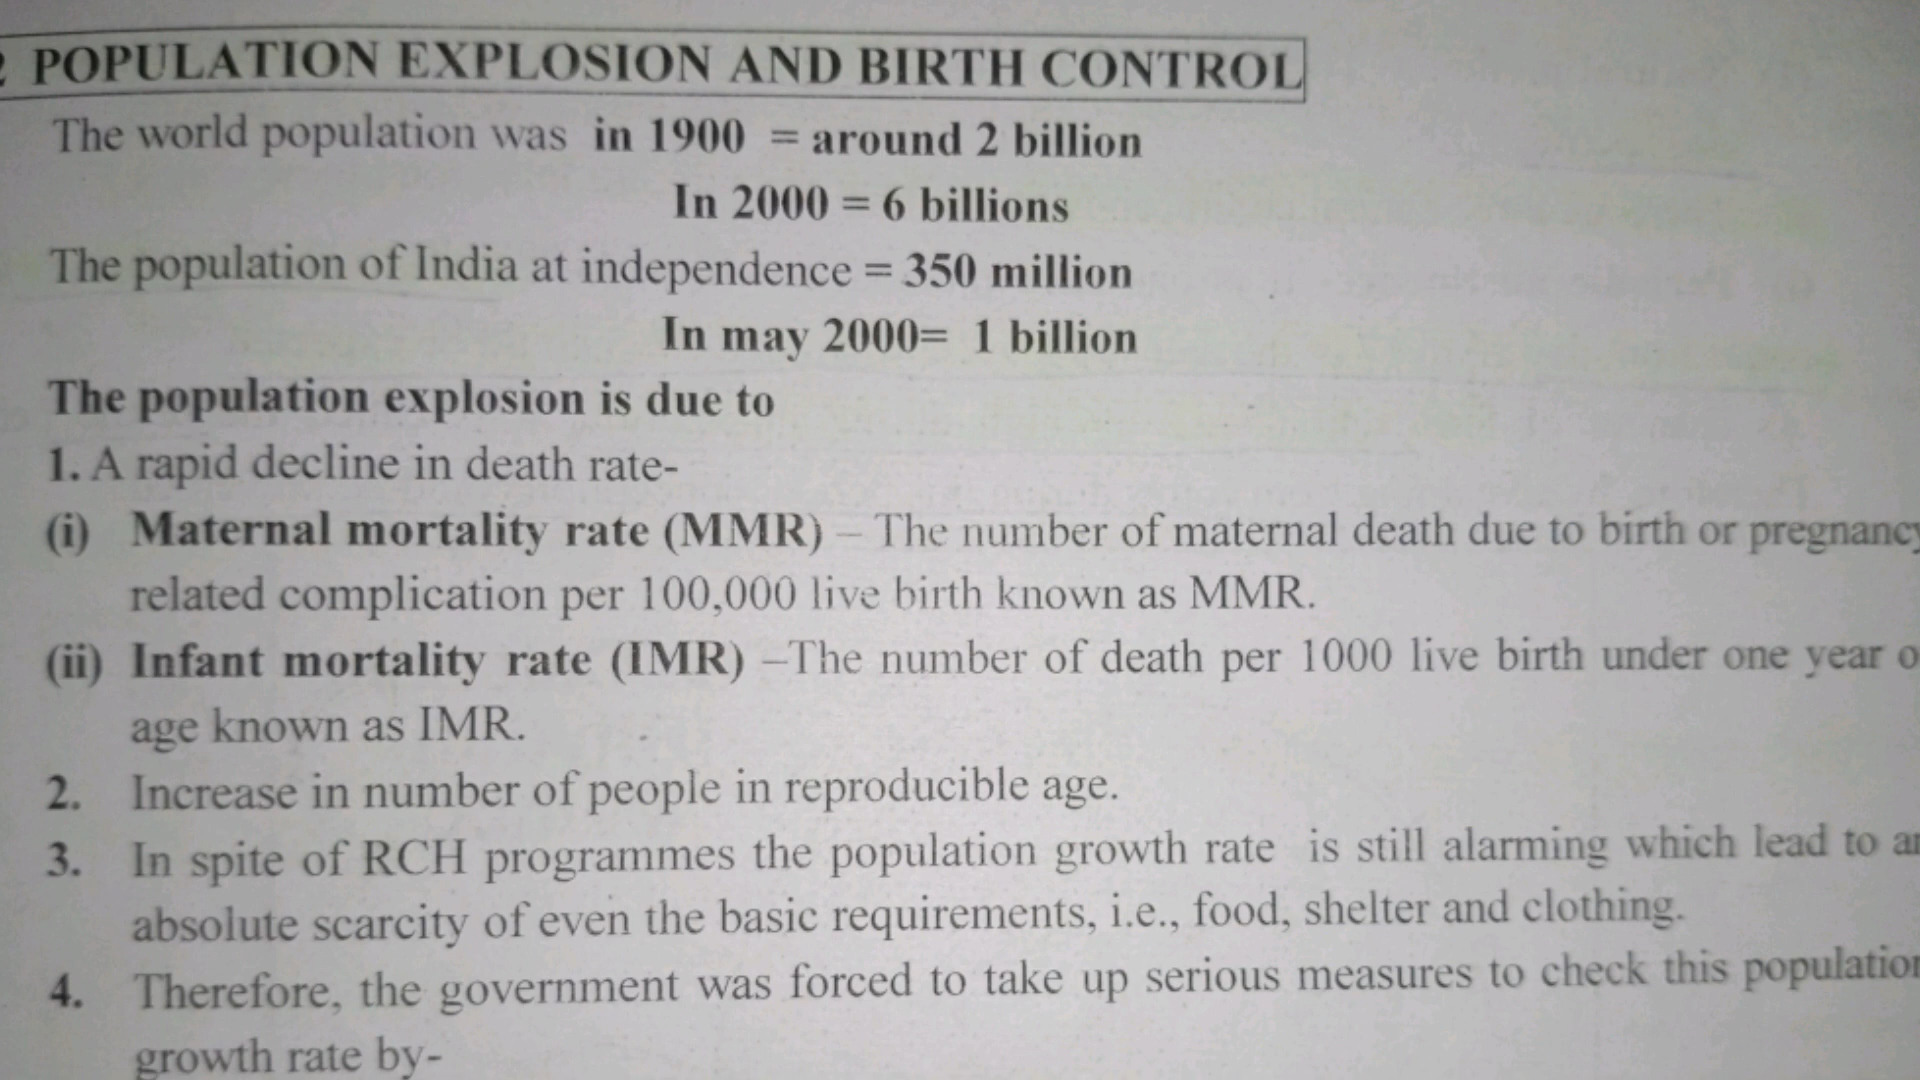 POPULATION EXPLOSION AND BIRTH CONTROL
The world population was in 1900 = around 2 billion
In 2000 = 6 billions
The population of India at independence = 350 million
In may 2000= 1 billion
The population explosion is due to
1. A rapid decline in death rate-
(i) Maternal mortality rate (MMR) – The number of maternal death due to birth or pregnancy
related complication per 100,000 live birth known as MMR.
(ii) Infant mortality rate (IMR) –The number of death per 1000 live birth under one year
age known as IMR.
2. Increase in number of people in reproducible age.
3. In spite of RCH programmes the population growth rate is still alarming which lead to
absolute scarcity of even the basic requirements, i.e., food, shelter and clothing.
4. Therefore, the government was forced to take up serious measures to check this population
growth rate by-